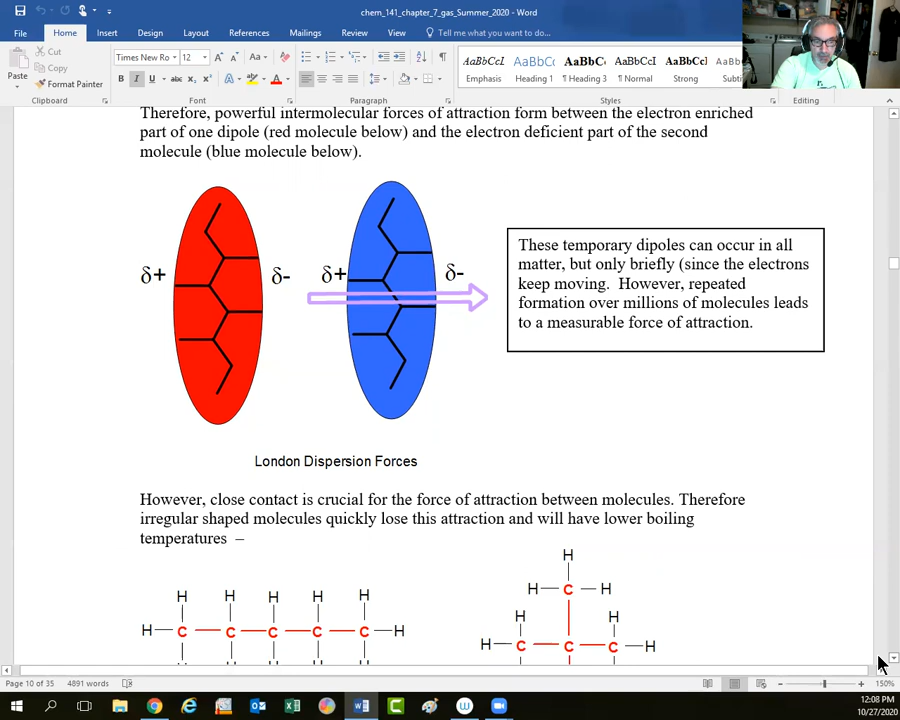 chem_141_chapter_7_gas_Summer_2020 - Word
File Home Insert Design Layout References Mailings Review View Tell me what you want to do...
Paste
Cut
Copy
Format Painter
Clipboard
Times New Ro 12
Font
Paragraph
AaBbCcI AaBbC AaBbC AaBbCcI AaBbCcI
Emphasis Heading 1 ¶ Heading 3 ¶ Normal Strong Subti
Styles
Editing
Therefore, powerful intermolecular forces of attraction form between the electron enriched
part of one dipole (red molecule below) and the electron deficient part of the second
molecule (blue molecule below).
δ+ δ- δ+ δ-
These temporary dipoles can occur in all
matter, but only briefly (since the electrons
keep moving. However, repeated
formation over millions of molecules leads
to a measurable force of attraction.
London Dispersion Forces
However, close contact is crucial for the force of attraction between molecules. Therefore
irregular shaped molecules quickly lose this attraction and will have lower boiling
temperatures –
H
H C H
H H H H H H H
H C C C C C H H C C C H
Page 10 of 35 4891 words 150%
12:08 PM
10/27/2020